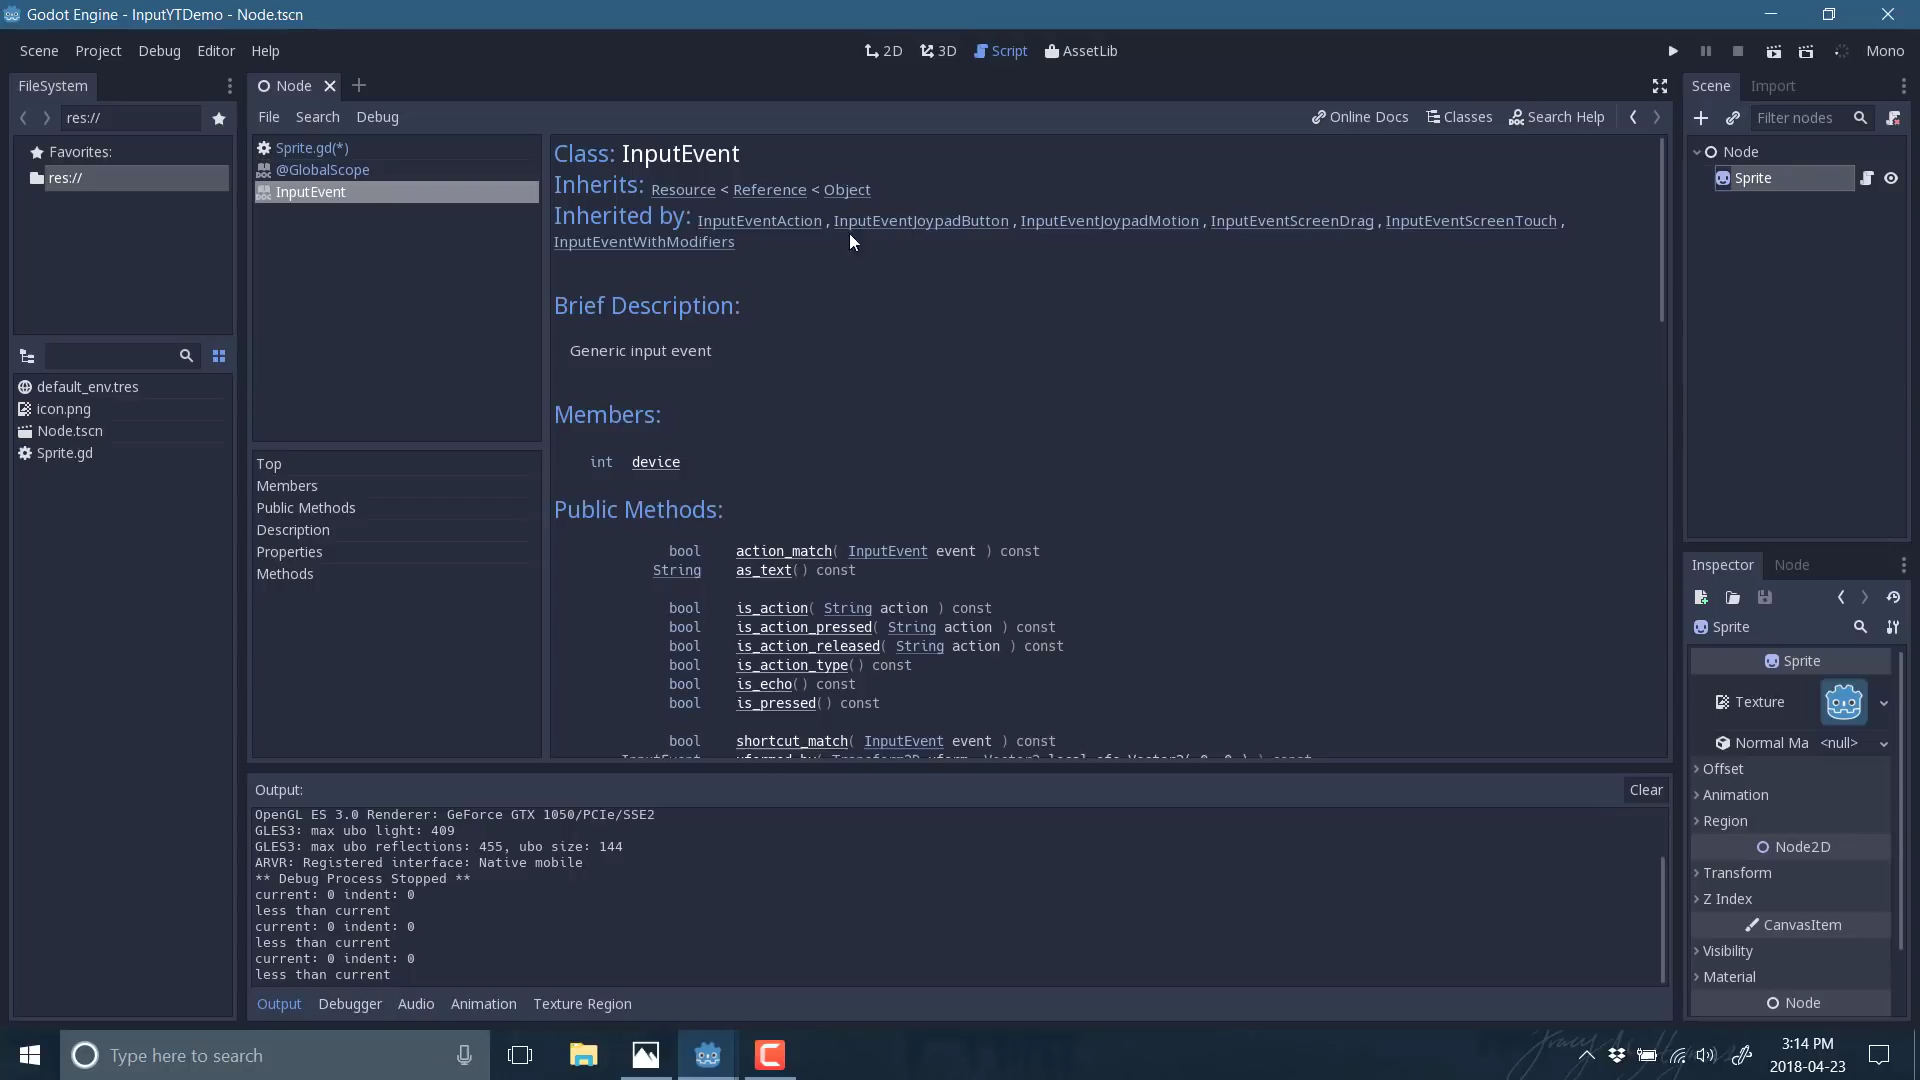 Godot Engine - InputYTDemo - Node.tscn
Scene Project Debug Editor Help
2D 3D Script AssetLib
Mono
FileSystem
res://
Favorites:
res://
default_env.tres
icon.png
Node.tscn
Sprite.gd
Node
File Search Debug
Online Docs Classes Search Help
Sprite.gd(*)
@GlobalScope
InputEvent
Top
Members
Public Methods
Description
Properties
Methods
Class: InputEvent
Inherits: Resource < Reference < Object
Inherited by: InputEventAction , InputEventJoypadButton , InputEventJoypadMotion , InputEventScreenDrag , InputEventScreenTouch ,
InputEventWithModifiers
Brief Description:
Generic input event
Members:
int device
Public Methods:
bool action_match( InputEvent event ) const
String as_text() const
bool is_action( String action ) const
bool is_action_pressed( String action ) const
bool is_action_released( String action ) const
bool is_action_type() const
bool is_echo() const
bool is_pressed() const
bool shortcut_match( InputEvent event ) const
Output:
Clear
OpenGL ES 3.0 Renderer: GeForce GTX 1050/PCIe/SSE2
GLES3: max ubo light: 409
GLES3: max ubo reflections: 455, ubo size: 144
ARVR: Registered interface: Native mobile
** Debug Process Stopped **
current: 0 indent: 0
less than current
current: 0 indent: 0
less than current
current: 0 indent: 0
less than current
Output Debugger Audio Animation Texture Region
Scene Import
Filter nodes
Node
Sprite
Inspector Node
Sprite
Sprite
Texture
Normal Ma <null>
Offset
Animation
Region
Node2D
Transform
Z Index
CanvasItem
Visibility
Material
Node
Type here to search
3:14 PM
2018-04-23